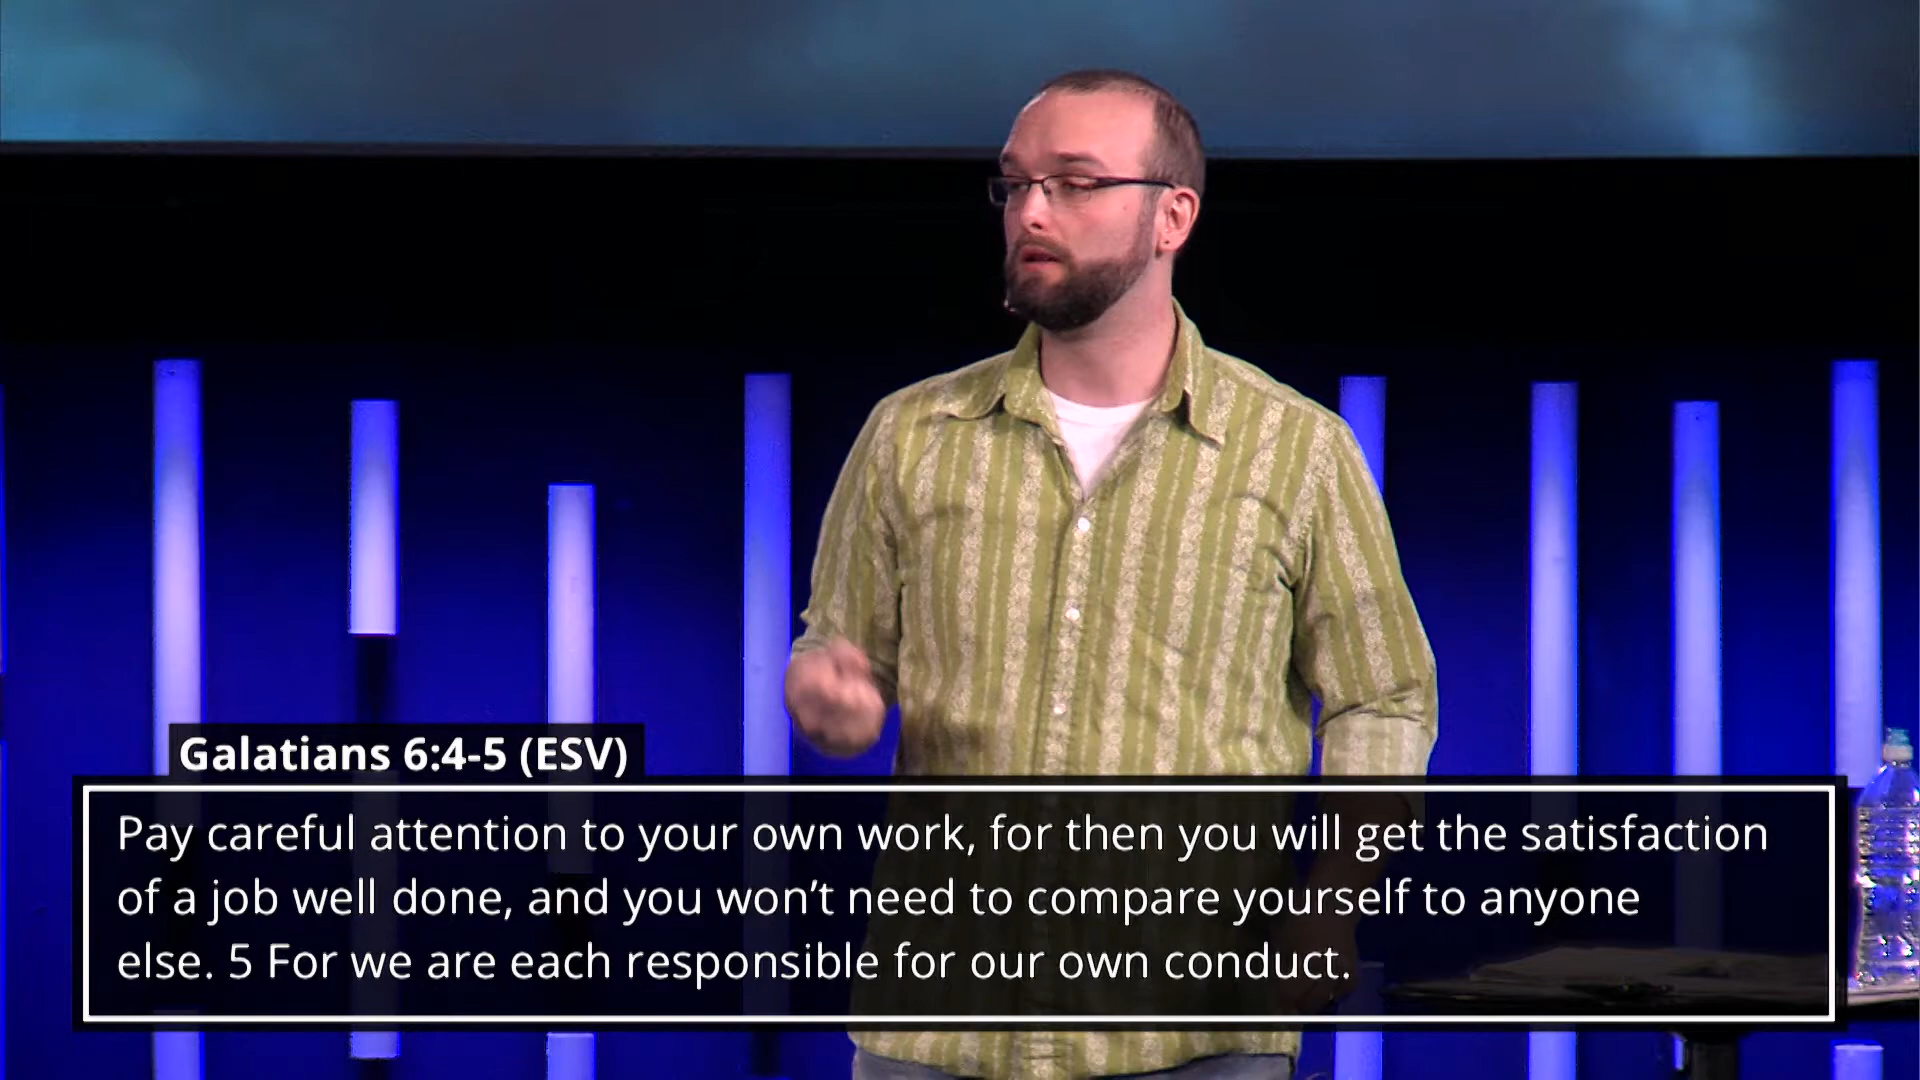 Galatians 6:4-5 (ESV)
Pay careful attention to your own work, for then you will get the satisfaction
of a job well done, and you won’t need to compare yourself to anyone
else. 5 For we are each responsible for our own conduct.